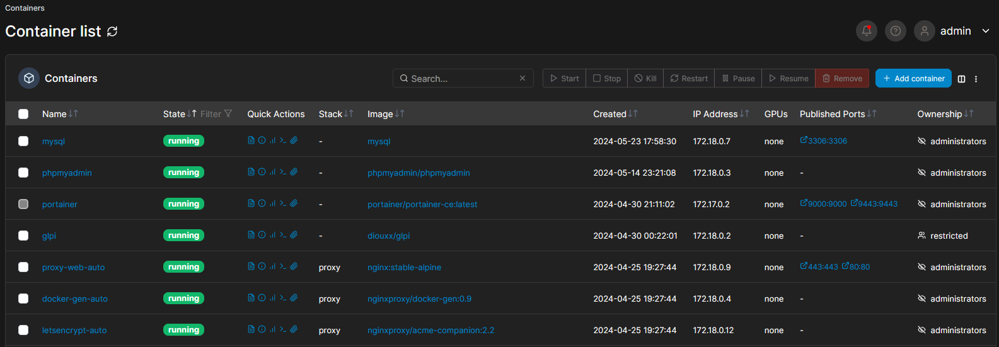 Containers
Container list
admin
Containers
Search...
Start
Stop
Kill
Restart
Pause
Resume
Remove
+ Add container
Name State Filter Quick Actions Stack Image Created IP Address GPUs Published Ports Ownership
mysql running - mysql 2024-05-23 17:58:30 172.18.0.7 none 3306:3306 administrators
phpmyadmin running - phpmyadmin/phpmyadmin 2024-05-14 23:21:08 172.18.0.3 none - administrators
portainer running - portainer/portainer-ce:latest 2024-04-30 21:11:02 172.17.0.2 none 9000:9000 9443:9443 administrators
glpi running - diouxx/glpi 2024-04-30 00:22:01 172.18.0.2 none - restricted
proxy-web-auto running proxy nginx:stable-alpine 2024-04-25 19:27:44 172.18.0.9 none 443:443 80:80 administrators
docker-gen-auto running proxy nginxproxy/docker-gen:0.9 2024-04-25 19:27:44 172.18.0.4 none - administrators
letsencrypt-auto running proxy nginxproxy/acme-companion:2.2 2024-04-25 19:27:44 172.18.0.12 none - administrators